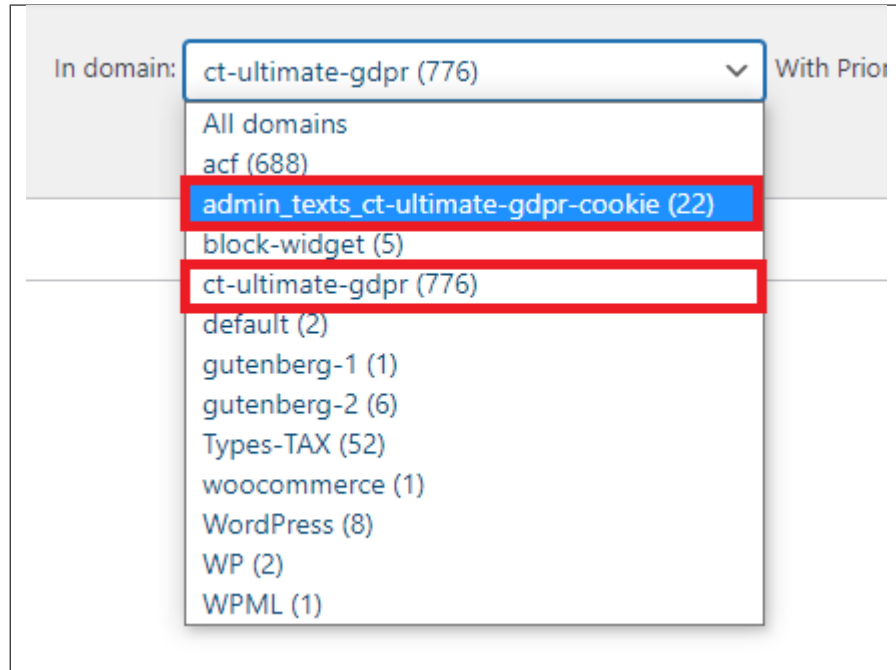 In domain: ct-ultimate-gdpr (776) With Prior
All domains
acf (688)
admin_texts_ct-ultimate-gdpr-cookie (22)
block-widget (5)
ct-ultimate-gdpr (776)
default (2)
gutenberg-1 (1)
gutenberg-2 (6)
Types-TAX (52)
woocommerce (1)
WordPress (8)
WP (2)
WPML (1)